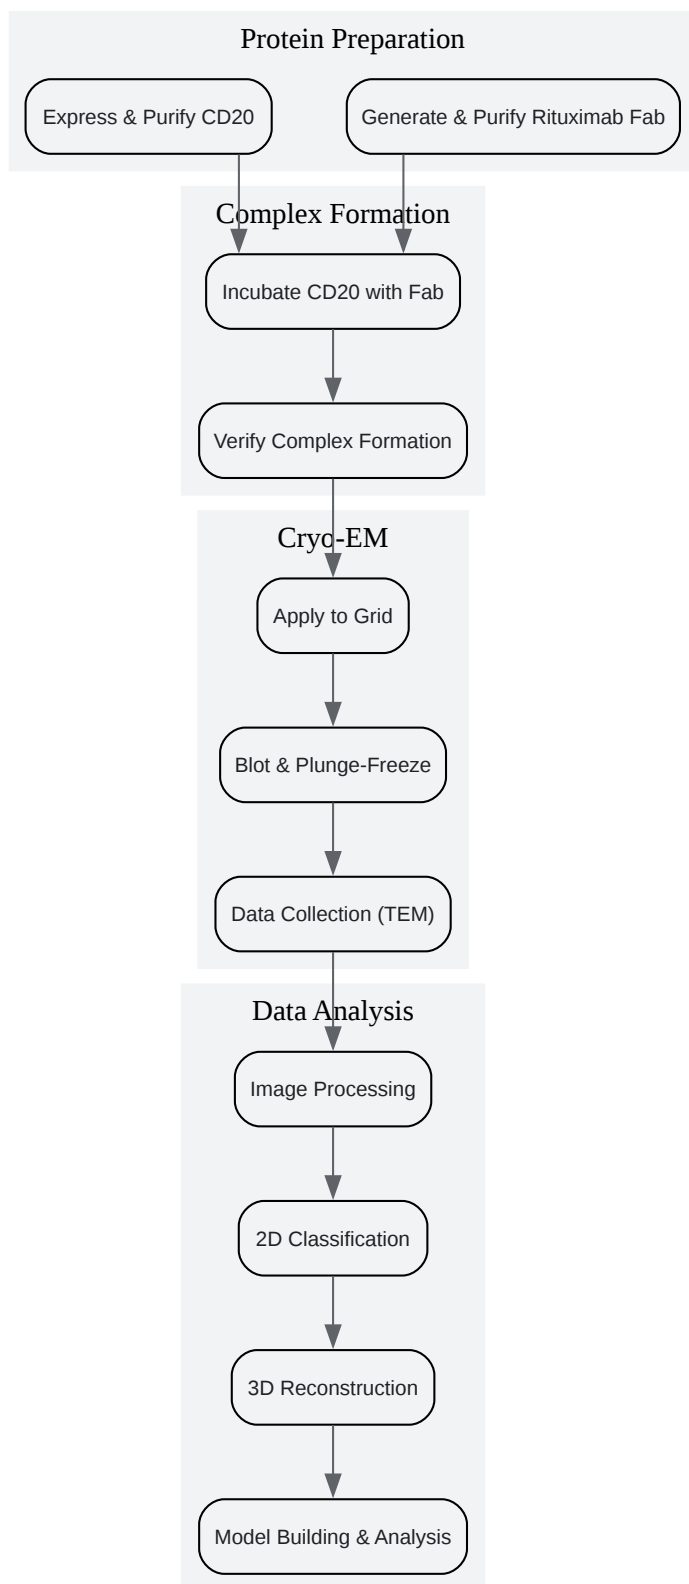 Protein Preparation
Express & Purify CD20
Generate & Purify Rituximab Fab
Complex Formation
Incubate CD20 with Fab
Verify Complex Formation
Cryo-EM
Apply to Grid
Blot & Plunge-Freeze
Data Collection (TEM)
Data Analysis
Image Processing
2D Classification
3D Reconstruction
Model Building & Analysis